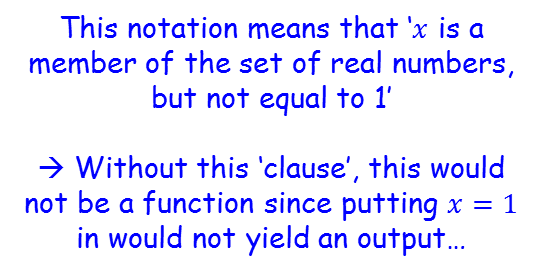 This notation means that ‘x is a
member of the set of real numbers,
but not equal to 1’
→ Without this ‘clause’, this would
not be a function since putting x = 1
in would not yield an output…